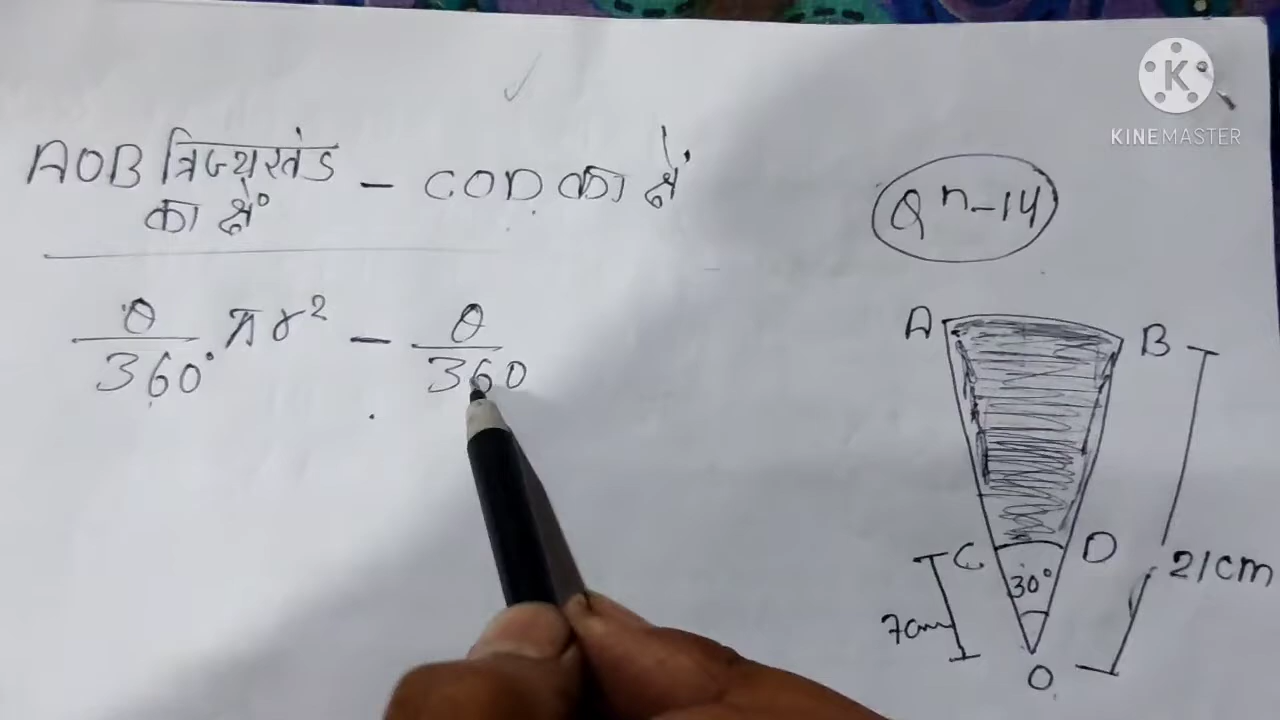 AOB त्रिज्यखंड - COD का क्षे॰
का क्षे॰
θ/360° πr² - θ/360
Qn-14
A
B
C
D
30°
21cm
7cm
O
KINEMASTER